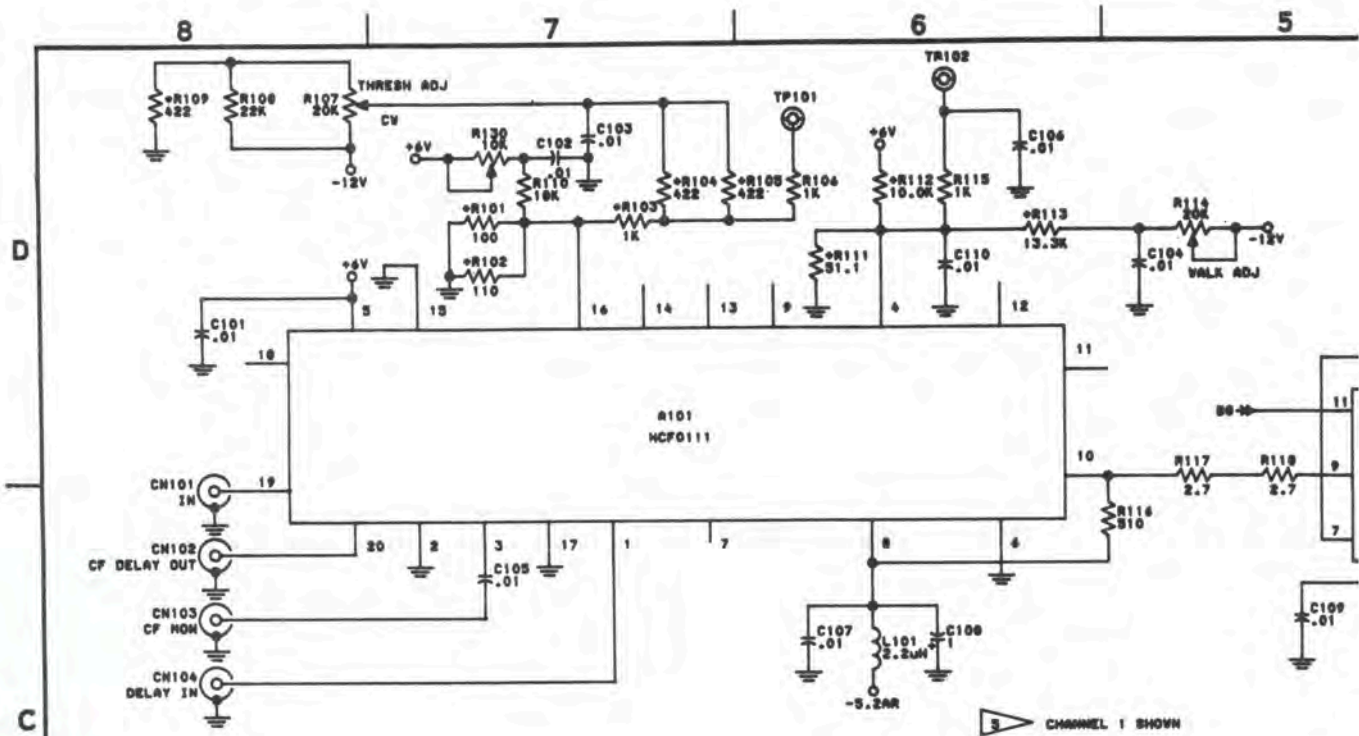 8 7 6 5
D
C
*R109
422
R108
22K
R107
20K
THRESH ADJ
CW
-12V
+6V
R130
10K
C102
.01
C103
.01
R110
18K
*R101
100
*R102
110
*R103
1K
*R104
422
*R105
422
TP101
R106
1K
+6V
*R112
10.0K
TR102
R115
1K
C106
.01
*R111
51.1
C110
.01
*R113
13.3K
C104
.01
R114
20K
WALK ADJ
-12V
+6V
C101
.01
5 15 16 14 13 9 4 12
18
11
A101
HCF0111
10
19
CN101
IN
CN102
CF DELAY OUT
CN103
CF MON
CN104
DELAY IN
20 2 3 17 1 7 8 6
C105
.01
C107
.01
L101
2.2uH
C108
+
1
-5.2AR
R116
510
R117
2.7
R118
2.7
11
9
7
C109
.01
CHANNEL 1 SHOWN